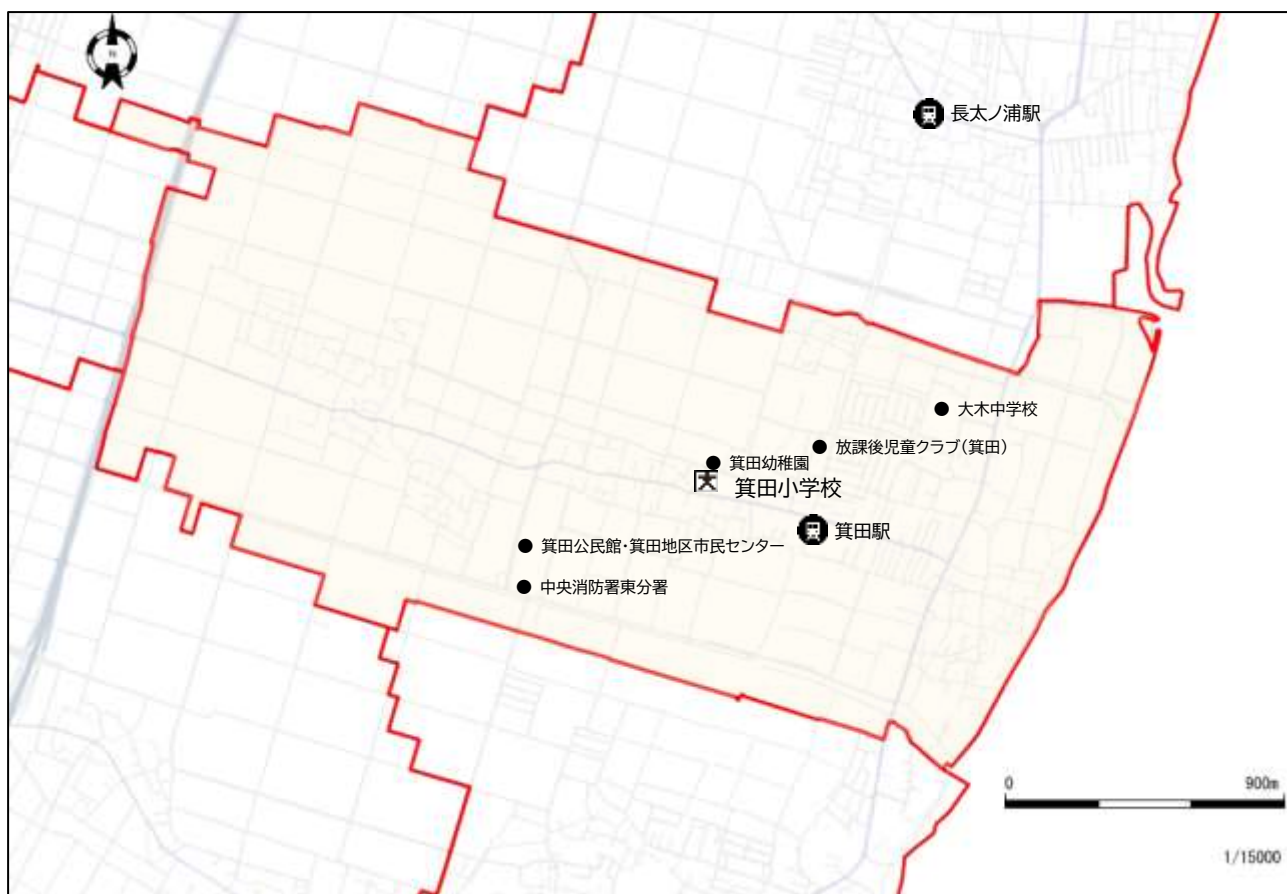 長太ノ浦駅
大木中学校
放課後児童クラブ(箕田)
箕田幼稚園
箕田小学校
箕田駅
箕田公民館・箕田地区市民センター
中央消防署東分署
0 900m
1/15000